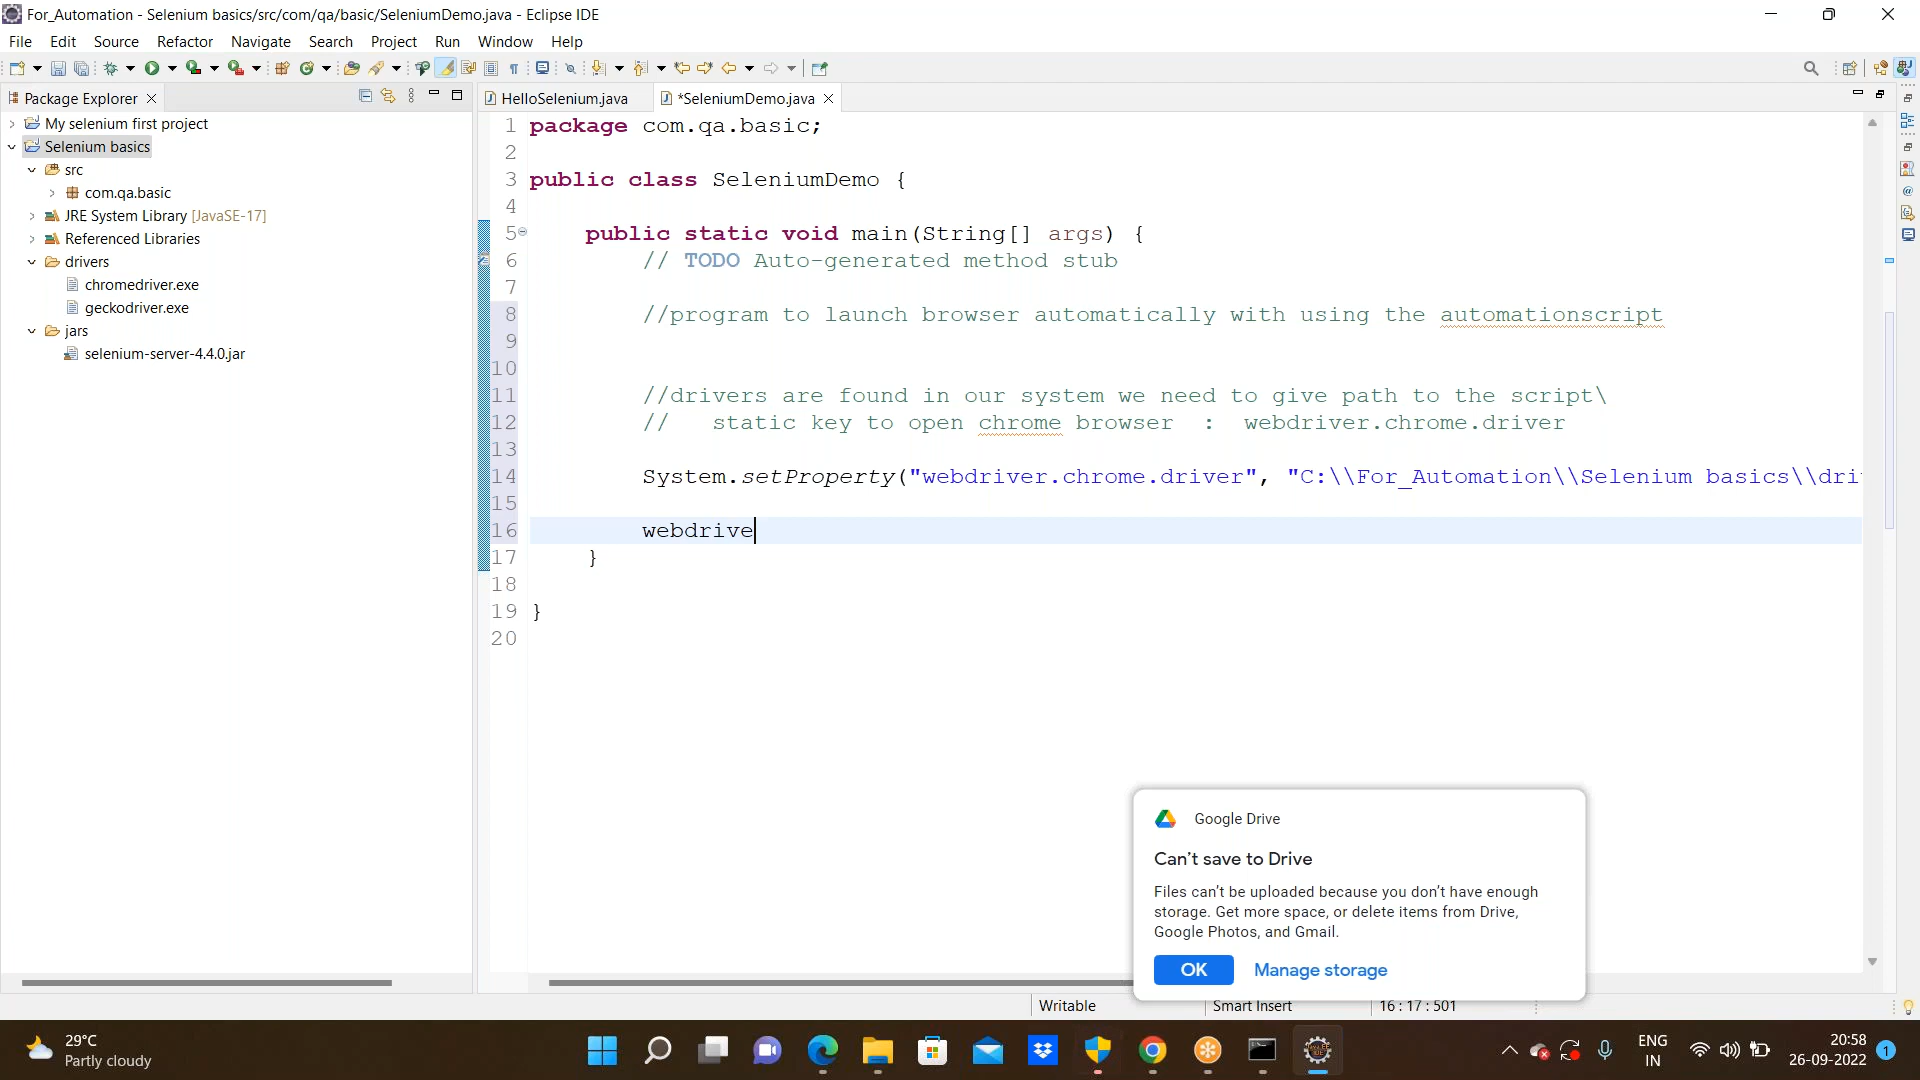 For_Automation - Selenium basics/src/com/qa/basic/SeleniumDemo.java - Eclipse IDE
File Edit Source Refactor Navigate Search Project Run Window Help
Package Explorer
HelloSelenium.java
*SeleniumDemo.java
My selenium first project
Selenium basics
src
com.qa.basic
JRE System Library [JavaSE-17]
Referenced Libraries
drivers
chromedriver.exe
geckodriver.exe
jars
selenium-server-4.4.0.jar
1 package com.qa.basic;
2
3 public class SeleniumDemo {
4
5 public static void main(String[] args) {
6 // TODO Auto-generated method stub
7
8 //program to launch browser automatically with using the automationscript
9
10
11 //drivers are found in our system we need to give path to the script\
12 // static key to open chrome browser : webdriver.chrome.driver
13
14 System.setProperty("webdriver.chrome.driver", "C:\\For_Automation\\Selenium basics\\dri
15
16 webdrive
17 }
18
19 }
20
Google Drive
Can't save to Drive
Files can't be uploaded because you don't have enough
storage. Get more space, or delete items from Drive,
Google Photos, and Gmail.
OK Manage storage
Writable
Smart Insert
16 : 17 : 501
29°C
Partly cloudy
ENG
IN
20:58
26-09-2022
1